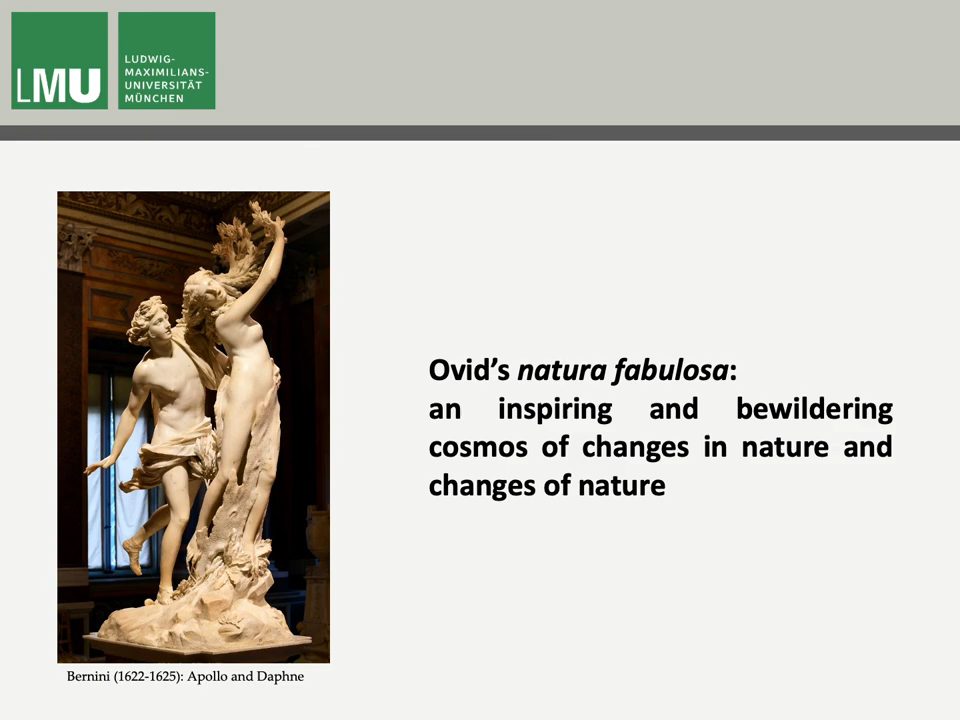 LMU
LUDWIG-
MAXIMILIANS-
UNIVERSITÄT
MÜNCHEN
Ovid’s natura fabulosa:
an inspiring and bewildering
cosmos of changes in nature and
changes of nature
Bernini (1622-1625): Apollo and Daphne